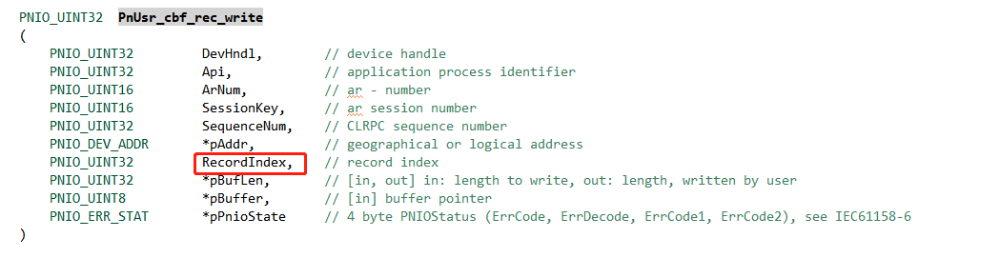 PNIO_UINT32 PnUsr_cbf_rec_write
(
PNIO_UINT32 DevHndl, // device handle
PNIO_UINT32 Api, // application process identifier
PNIO_UINT16 ArNum, // ar - number
PNIO_UINT16 SessionKey, // ar session number
PNIO_UINT32 SequenceNum, // CLRPC sequence number
PNIO_DEV_ADDR *pAddr, // geographical or logical address
PNIO_UINT32 RecordIndex, // record index
PNIO_UINT32 *pBufLen, // [in, out] in: length to write, out: length, written by user
PNIO_UINT8 *pBuffer, // [in] buffer pointer
PNIO_ERR_STAT *pPnioState // 4 byte PNIOStatus (ErrCode, ErrDecode, ErrCode1, ErrCode2), see IEC61158-6
)